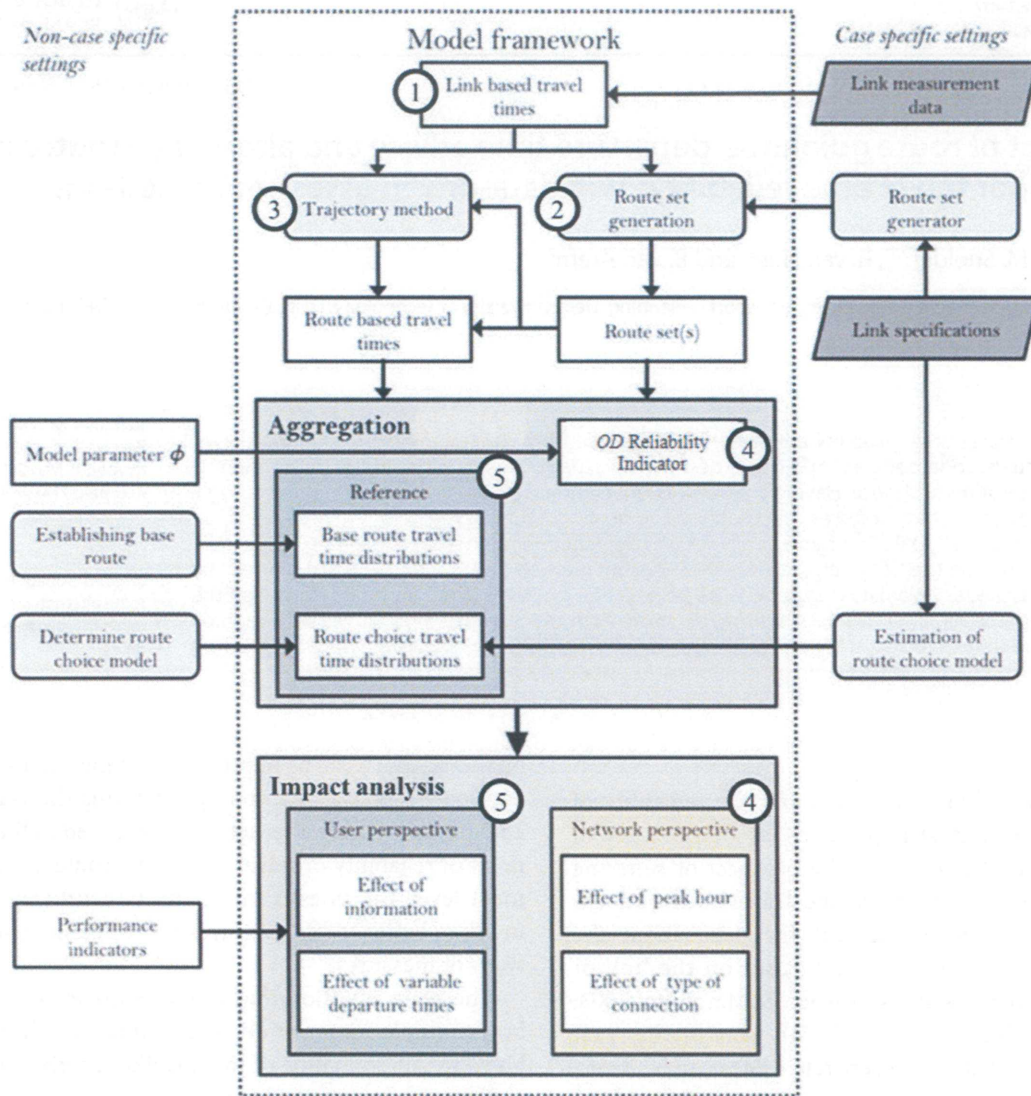 Non-case specific
settings
Model framework
Case specific settings
1
Link based travel
times
Link measurement
data
3
Trajectory method
2
Route set
generation
Route set
generator
Route based travel
times
Route set(s)
Link specifications
Aggregation
Model parameter ϕ
OD Reliability
Indicator
4
5
Reference
Establishing base
route
Base route travel
time distributions
Determine route
choice model
Route choice travel
time distributions
Estimation of
route choice model
Impact analysis
5
4
User perspective
Network perspective
Effect of
information
Effect of peak hour
Performance
indicators
Effect of variable
departure times
Effect of type of
connection